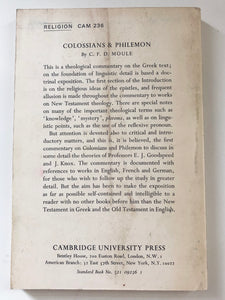 RELIGION CAM 236
COLOSSIANS & PHILEMON
By C. F. D. MOULE
This is a theological commentary on the Greek text;
on the foundation of linguistic detail is based a doc-
trinal exposition. The first section of the Introduction
is on the religious ideas of the epistles, and frequent
allusion is made throughout the commentary to works
on New Testament theology. There are special notes
on many of the important theological terms such as
'knowledge', 'mystery', pleroma, as well as on linguis-
tic points, such as the use of the reflexive pronoun.
But attention is devoted also to critical and intro-
ductory matters, and this is, it is believed, the first
commentary on Colossians and Philemon to discuss in
some detail the theories of Professors E. J. Goodspeed
and J. Knox. The commentary is documented with
references to works in English, French and German,
for those who wish to follow up the study in greater
detail. But the aim has been to make the exposition
as far as possible self-contained and intelligible to a
reader with no other books before him than the New
Testament in Greek and the Old Testament in English.
CAMBRIDGE UNIVERSITY PRESS
Bentley House, 200 Euston Road, London, N.W. 1
American Branch: 32 East 57th Street, New York, N.Y. 10022
Standard Book No. 521 09236 1